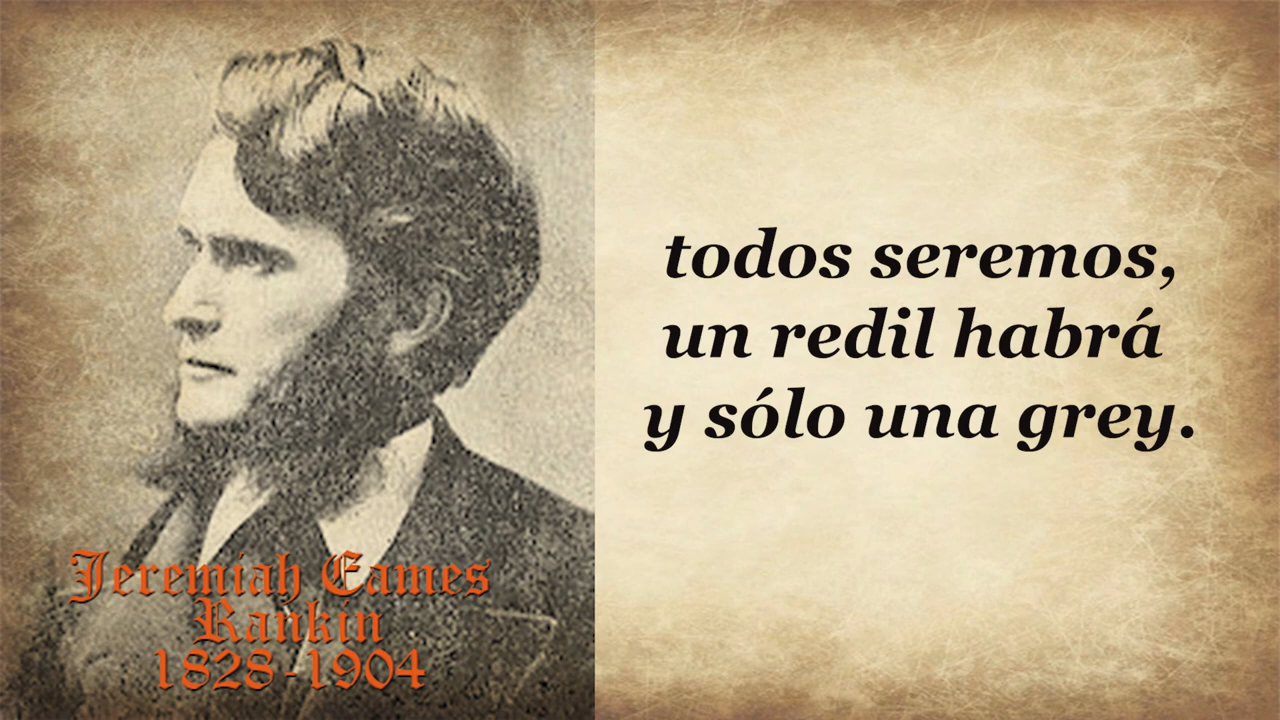 Jeremiah Eames
Rankin
1828-1904
todos seremos,
un redil habrá
y sólo una grey.